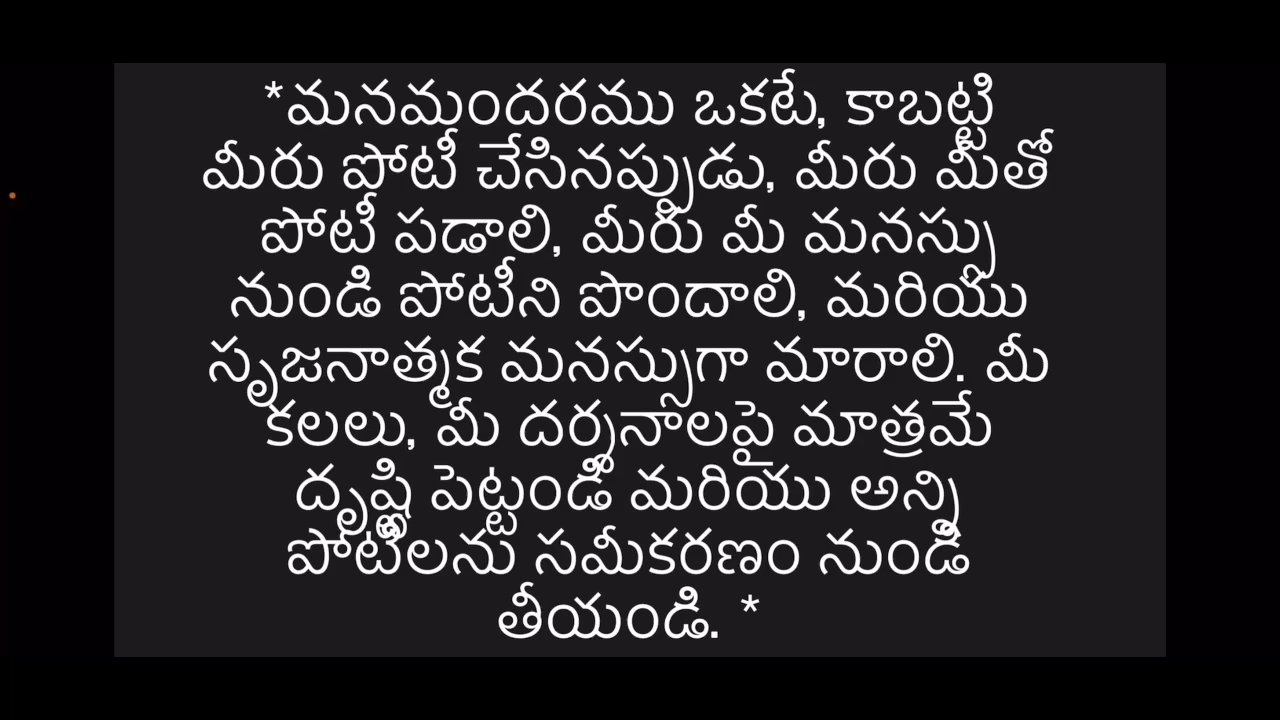 *మనమందరము ఒకటే, కాబట్టి
మీరు పోటీ చేసినప్పుడు, మీరు మీతో
పోటీ పడాలి, మీరు మీ మనస్సు
నుండి పోటీని పొందాలి, మరియు
సృజనాత్మక మనస్సుగా మారాలి. మీ
కలలు, మీ దర్శనాలపై మాత్రమే
దృష్టి పెట్టండి మరియు అన్ని
పోటీలను సమీకరణం నుండి
తీయండి. *